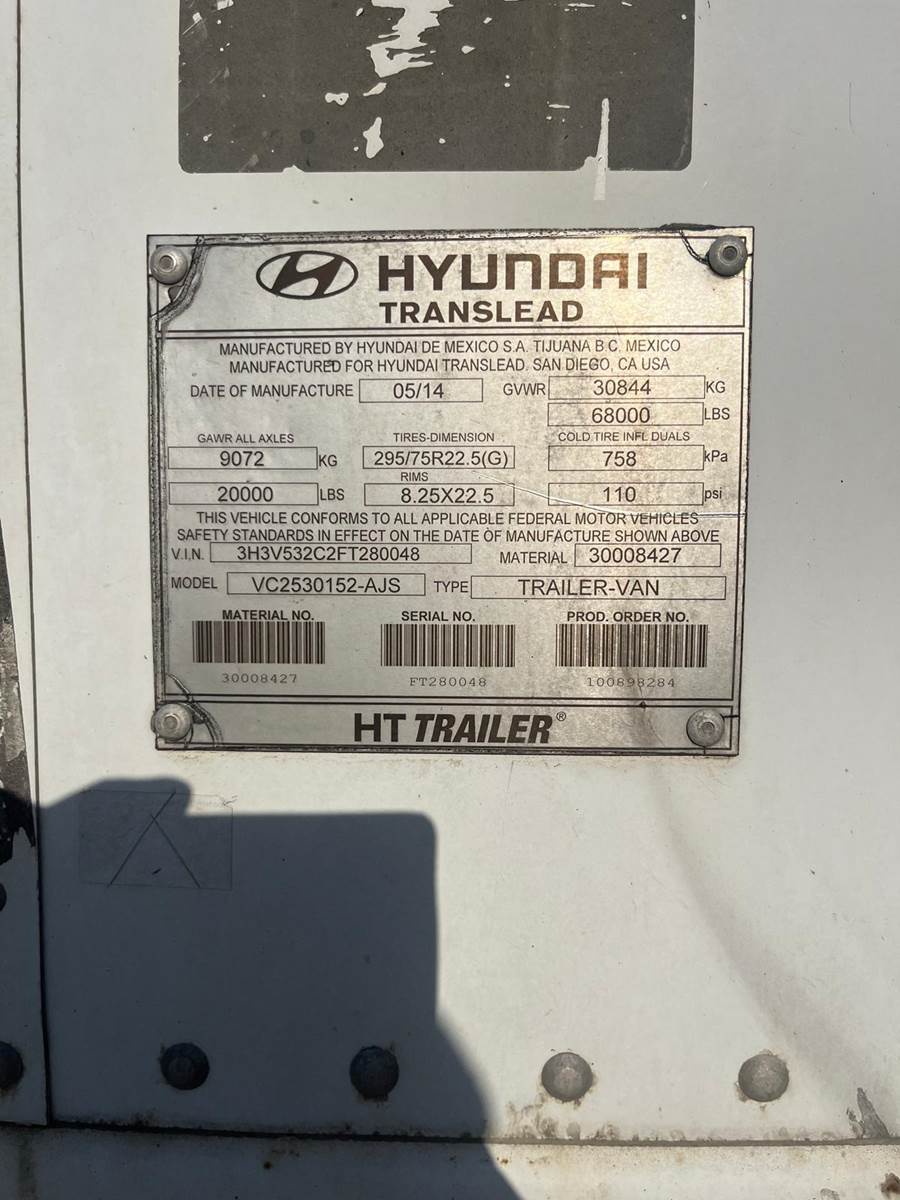 HYUNDAI
TRANSLEAD
MANUFACTURED BY HYUNDAI DE MEXICO S.A. TIJUANA B.C. MEXICO
MANUFACTURED FOR HYUNDAI TRANSLEAD. SAN DIEGO, CA USA
DATE OF MANUFACTURE 05/14 GVWR 30844 KG
68000 LBS
GAWR ALL AXLES TIRES-DIMENSION COLD TIRE INFL DUALS
9072 KG 295/75R22.5(G) 758 kPa
RIMS
20000 LBS 8.25X22.5 110 psi
THIS VEHICLE CONFORMS TO ALL APPLICABLE FEDERAL MOTOR VEHICLES
SAFETY STANDARDS IN EFFECT ON THE DATE OF MANUFACTURE SHOWN ABOVE
V.I.N. 3H3V532C2FT280048 MATERIAL 30008427
MODEL VC2530152-AJS TYPE TRAILER-VAN
MATERIAL NO. SERIAL NO. PROD. ORDER NO.
30008427 FT280048 100898284
HT TRAILER®